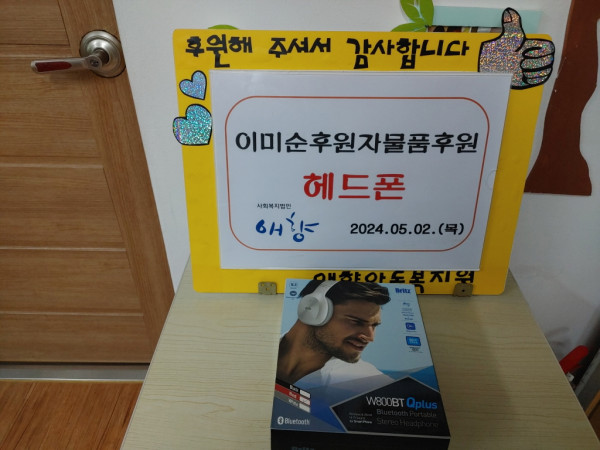 후원해 주셔서 감사합니다
이미순후원자물품후원
헤드폰
사회복지법인
애향
2024.05.02.(목)
애향아동복지원
Britz
W800BT Qplus
Bluetooth Portable
Stereo Headphone
Bluetooth